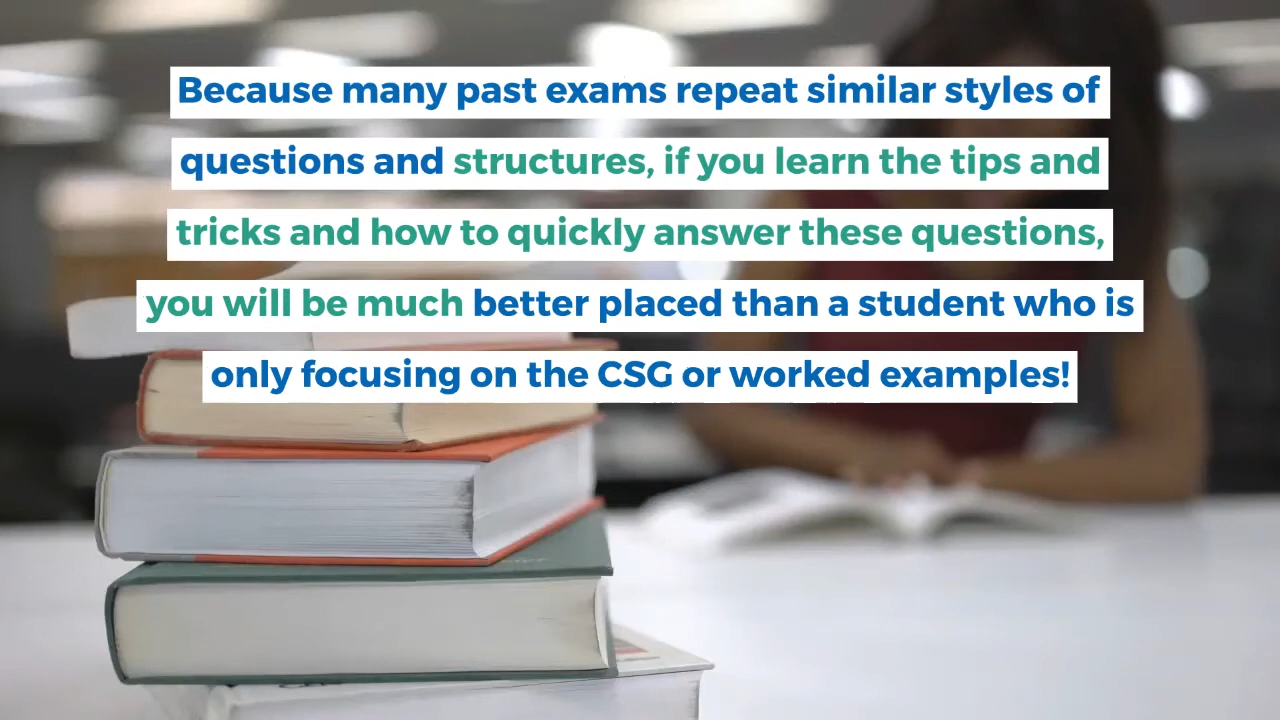 Because many past exams repeat similar styles of
questions and structures, if you learn the tips and
tricks and how to quickly answer these questions,
you will be much better placed than a student who is
only focusing on the CSG or worked examples!